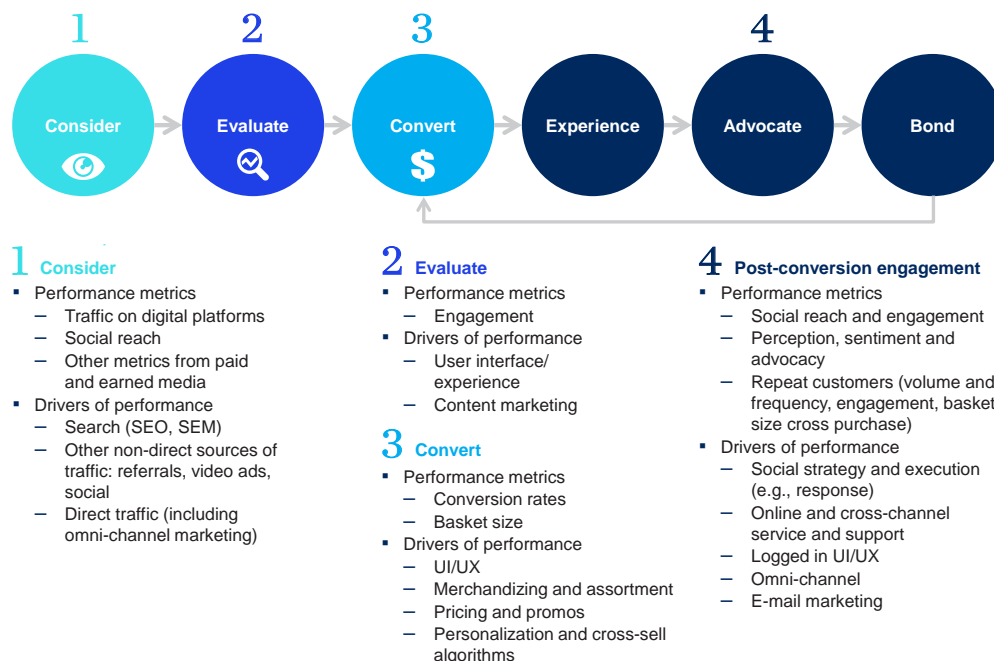 1
2
3
4
Consider
Evaluate
Convert
Experience
Advocate
Bond
$
1 Consider
▪ Performance metrics
– Traffic on digital platforms
– Social reach
– Other metrics from paid
and earned media
▪ Drivers of performance
– Search (SEO, SEM)
– Other non-direct sources of
traffic: referrals, video ads,
social
– Direct traffic (including
omni-channel marketing)
2 Evaluate
▪ Performance metrics
– Engagement
▪ Drivers of performance
– User interface/
experience
– Content marketing
3 Convert
▪ Performance metrics
– Conversion rates
– Basket size
▪ Drivers of performance
– UI/UX
– Merchandizing and assortment
– Pricing and promos
– Personalization and cross-sell
algorithms
4 Post-conversion engagement
▪ Performance metrics
– Social reach and engagement
– Perception, sentiment and
advocacy
– Repeat customers (volume and
frequency, engagement, basket
size cross purchase)
▪ Drivers of performance
– Social strategy and execution
(e.g., response)
– Online and cross-channel
service and support
– Logged in UI/UX
– Omni-channel
– E-mail marketing